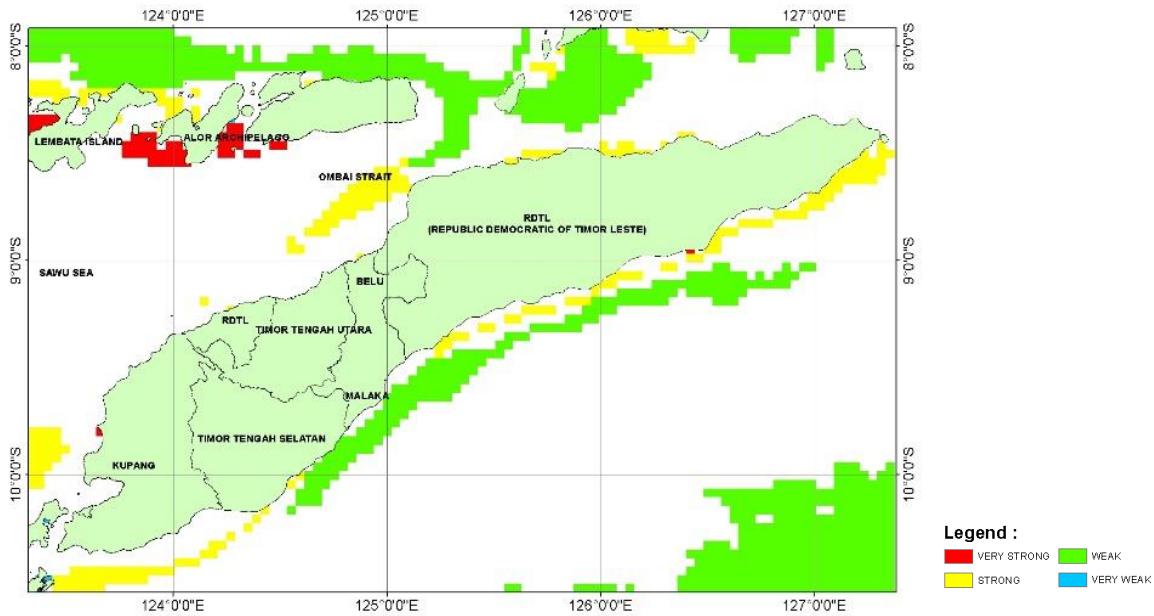 124°0'0"E 125°0'0"E 126°0'0"E 127°0'0"E
8°0'0"S 8°0'0"S
LEMBATA ISLAND ALOR ARCHIPELAGO
OMBAI STRAIT
RDTL
(REPUBLIC DEMOCRATIC OF TIMOR LESTE)
9°0'0"S 9°0'0"S
SAWU SEA
BELU
RDTL
TIMOR TENGAH UTARA
MALAKA
TIMOR TENGAH SELATAN
KUPANG
10°0'0"S 10°0'0"S
124°0'0"E 125°0'0"E 126°0'0"E 127°0'0"E
Legend :
VERY STRONG WEAK
STRONG VERY WEAK